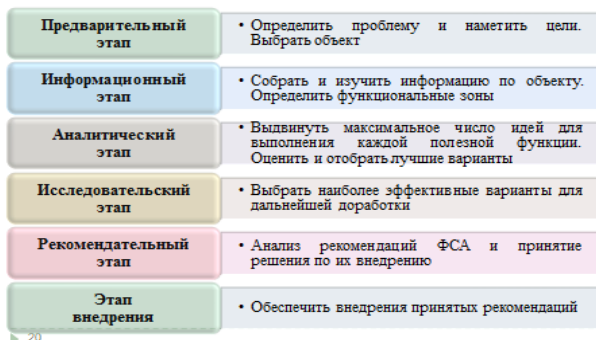 Предварительный
этап
• Определить проблему и наметить цели.
Выбрать объект
Информационный
этап
• Собрать и изучить информацию по объекту.
Определить функциональные зоны
Аналитический
этап
• Выдвинуть максимальное число идей для
выполнения каждой полезной функции.
Оценить и отобрать лучшие варианты
Исследовательский
этап
• Выбрать наиболее эффективные варианты для
дальнейшей доработки
Рекомендательный
этап
• Анализ рекомендаций ФСА и принятие
решения по их внедрению
Этап
внедрения
• Обеспечить внедрения принятых рекомендаций
20